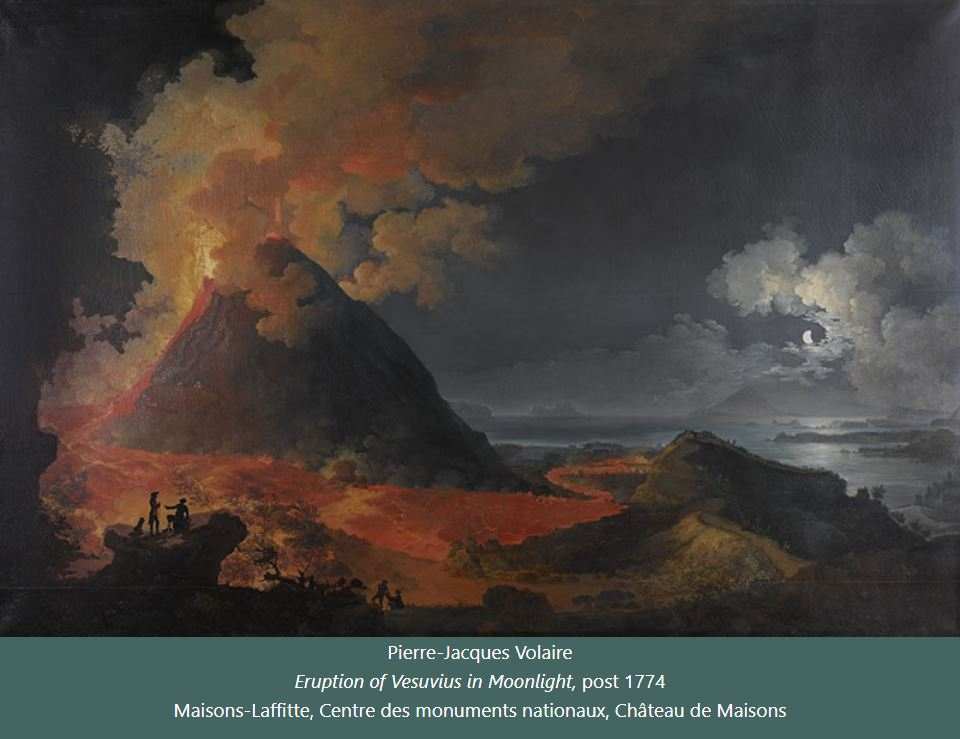 Pierre-Jacques Volaire
Eruption of Vesuvius in Moonlight, post 1774
Maisons-Laffitte, Centre des monuments nationaux, Château de Maisons